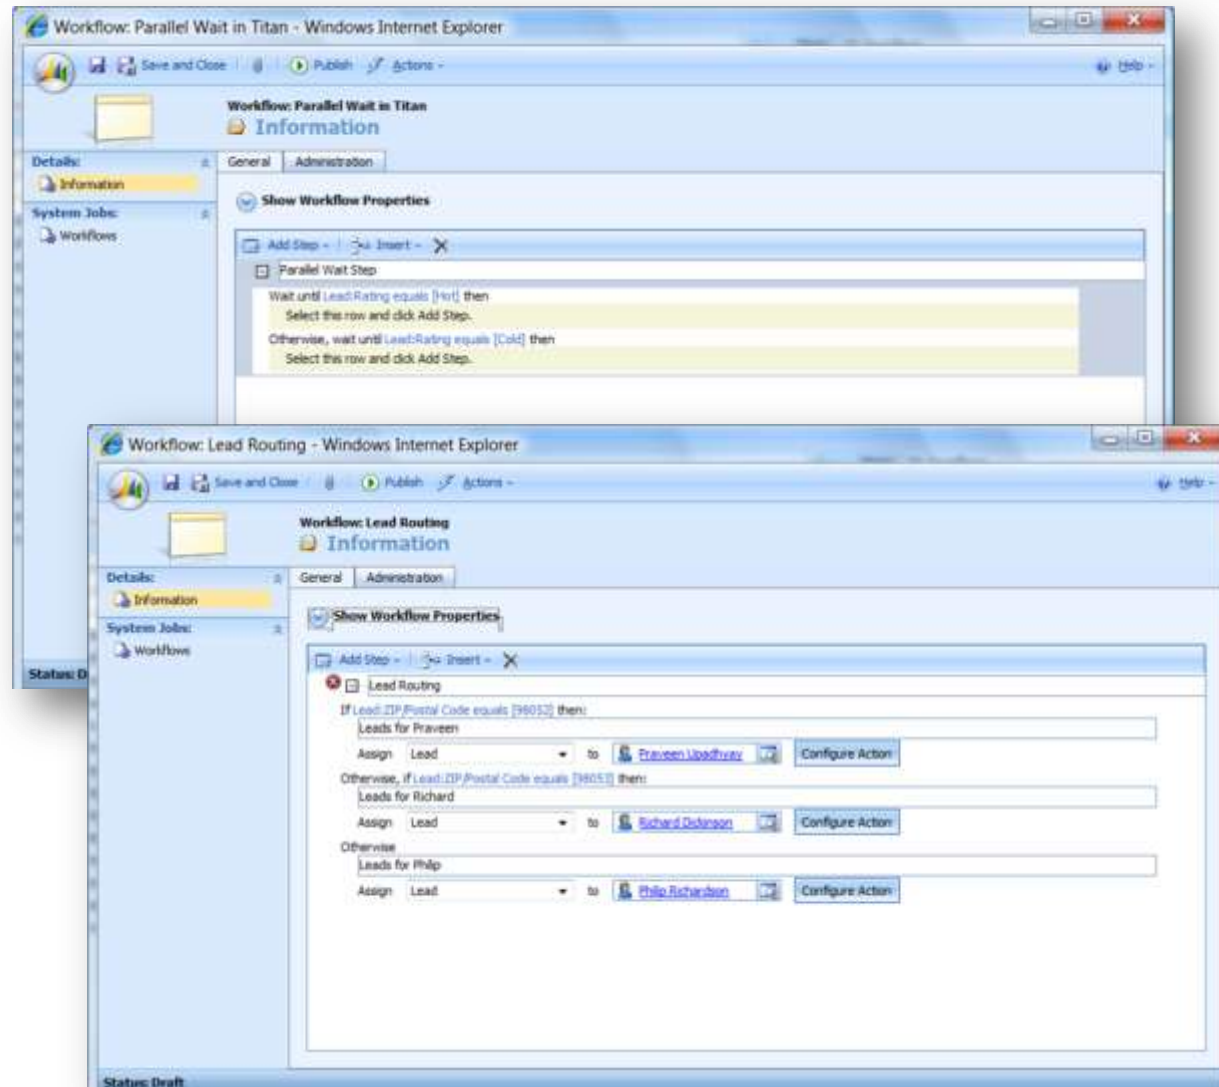 Workflow: Parallel Wait in Titan - Windows Internet Explorer
Save and Close Publish Actions Help
Workflow: Parallel Wait in Titan
Information
Details:
General Administration
Information
Show Workflow Properties
System Jobs:
Workflows
Add Step Insert
Parallel Wait Step
Wait until Lead:Rating equals [Hot] then
Select this row and click Add Step.
Otherwise, wait until Lead:Rating equals [Cold] then
Select this row and click Add Step.
Status: D
Workflow: Lead Routing - Windows Internet Explorer
Save and Close Publish Actions Help
Workflow: Lead Routing
Information
Details:
General Administration
Information
Show Workflow Properties
System Jobs:
Workflows
Add Step Insert
Lead Routing
If Lead:ZIP/Postal Code equals [98052] then:
Leads for Praveen
Assign Lead to Praveen Upadhyay Configure Action
Otherwise, if Lead:ZIP/Postal Code equals [98053] then:
Leads for Richard
Assign Lead to Richard Dickinson Configure Action
Otherwise
Leads for Philip
Assign Lead to Philip Richardson Configure Action
Status: Draft